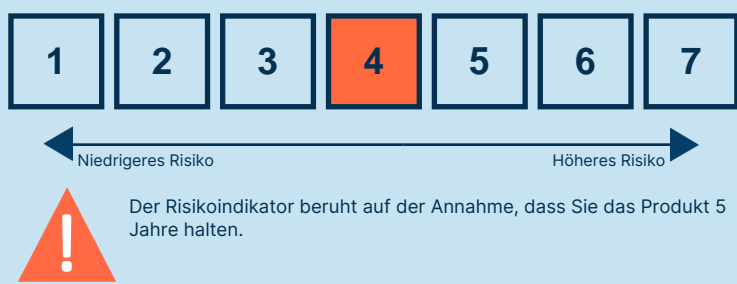 1 2 3 4 5 6 7
Niedrigeres Risiko Höheres Risiko
Der Risikoindikator beruht auf der Annahme, dass Sie das Produkt 5
Jahre halten.